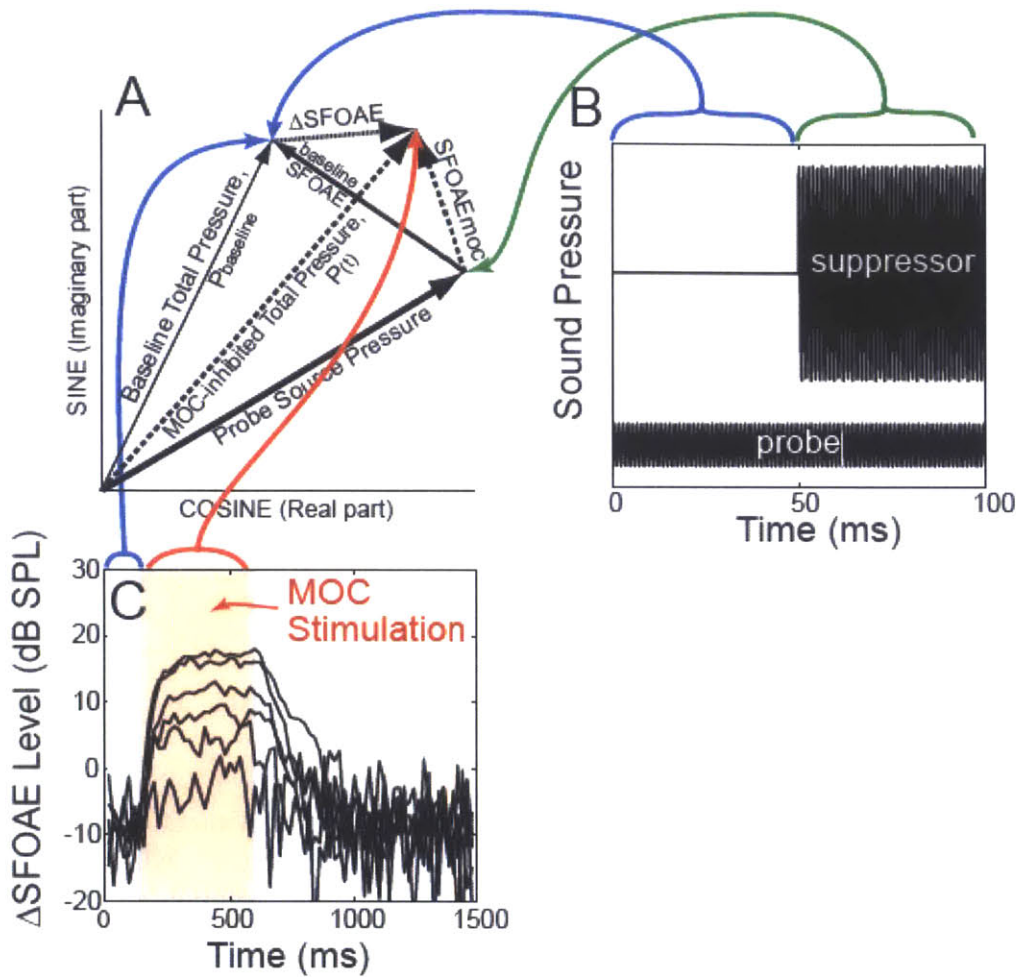 A
ΔSFOAE
baseline
SFOAE
SFOAEmoc
Baseline Total Pressure,
Pbaseline
MOC-inhibited Total Pressure,
P(t)
Probe Source Pressure
SINE (Imaginary part)
COSINE (Real part)
B
Sound Pressure
suppressor
probe
0
50
100
Time (ms)
C
ΔSFOAE Level (dB SPL)
30
20
10
0
-10
-20
MOC
Stimulation
0
500
1000
1500
Time (ms)